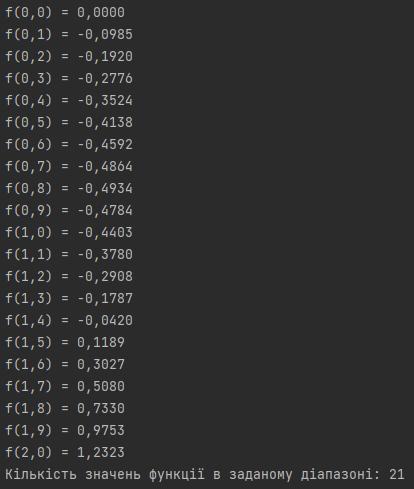 f(0,0) = 0,0000
f(0,1) = -0,0985
f(0,2) = -0,1920
f(0,3) = -0,2776
f(0,4) = -0,3524
f(0,5) = -0,4138
f(0,6) = -0,4592
f(0,7) = -0,4864
f(0,8) = -0,4934
f(0,9) = -0,4784
f(1,0) = -0,4403
f(1,1) = -0,3780
f(1,2) = -0,2908
f(1,3) = -0,1787
f(1,4) = -0,0420
f(1,5) = 0,1189
f(1,6) = 0,3027
f(1,7) = 0,5080
f(1,8) = 0,7330
f(1,9) = 0,9753
f(2,0) = 1,2323
Кількість значень функції в заданому діапазоні: 21